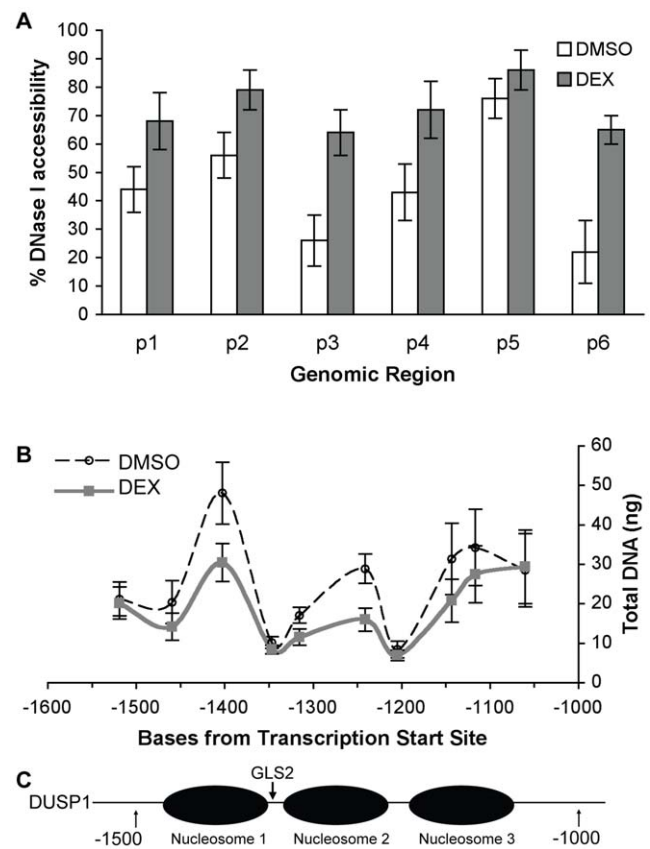 A
% DNase I accessibility
100
90
80
70
60
50
40
30
20
10
0
DMSO
DEX
p1 p2 p3 p4 p5 p6
Genomic Region
B
DMSO
DEX
60
50
40
30
20
10
0
Total DNA (ng)
-1600 -1500 -1400 -1300 -1200 -1100 -1000
Bases from Transcription Start Site
C
GLS2
DUSP1
-1500 Nucleosome 1 Nucleosome 2 Nucleosome 3 -1000